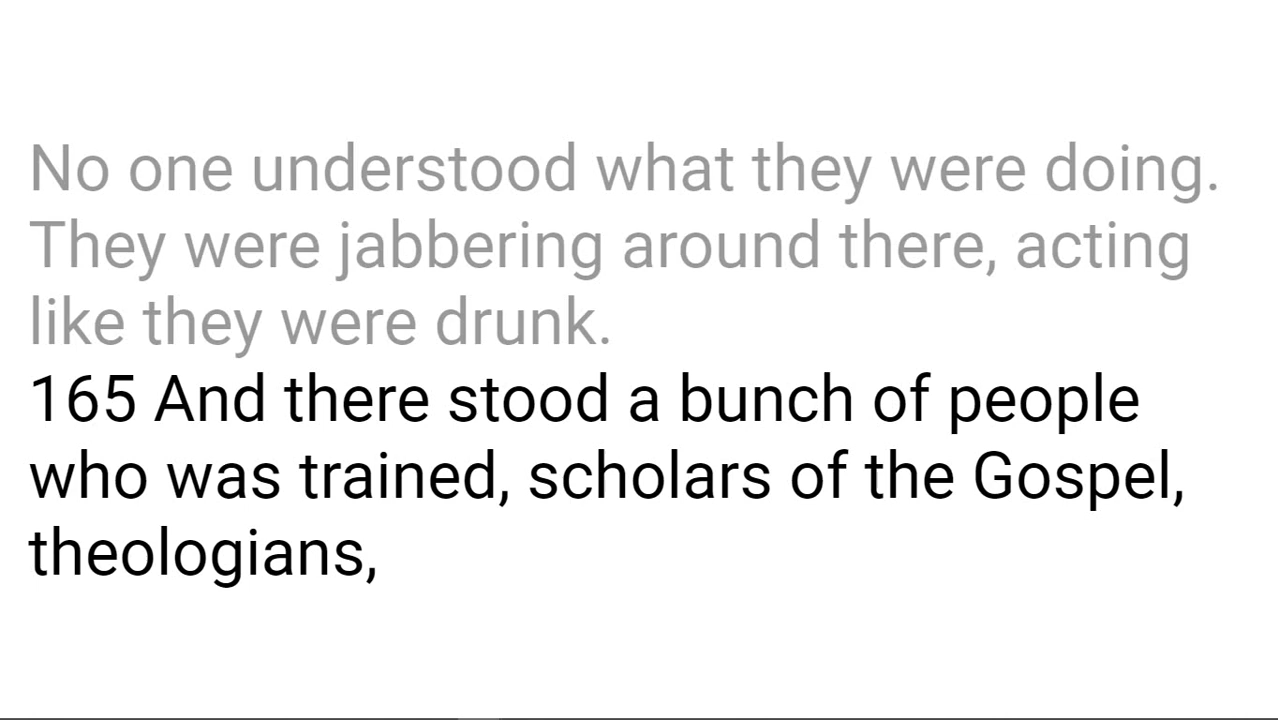 No one understood what they were doing.
They were jabbering around there, acting
like they were drunk.
165 And there stood a bunch of people
who was trained, scholars of the Gospel,
theologians,